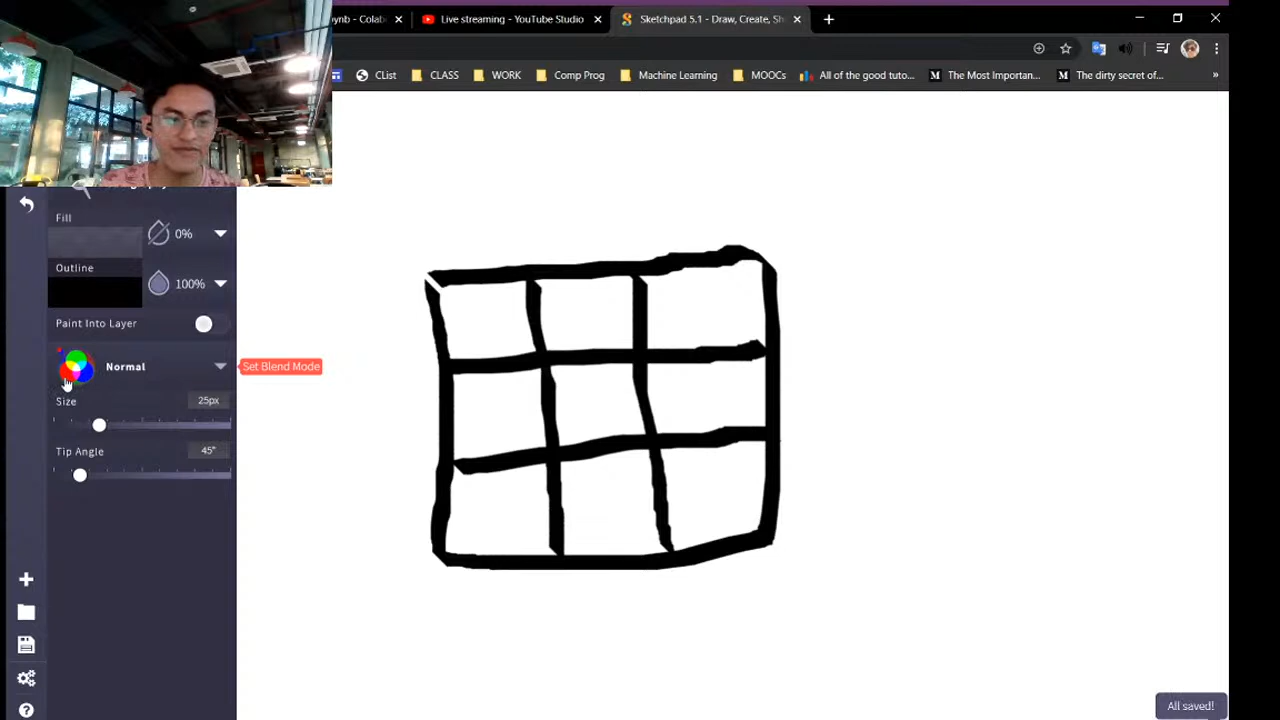 ynb - Colab
Live streaming - YouTube Studio
Sketchpad 5.1 - Draw, Create, Sh
CList
CLASS
WORK
Comp Prog
Machine Learning
MOOCs
All of the good tuto...
The Most Importan...
The dirty secret of...
»
Fill
0%
Outline
100%
Paint Into Layer
Normal
Set Blend Mode
Size
25px
Tip Angle
45°
All saved!